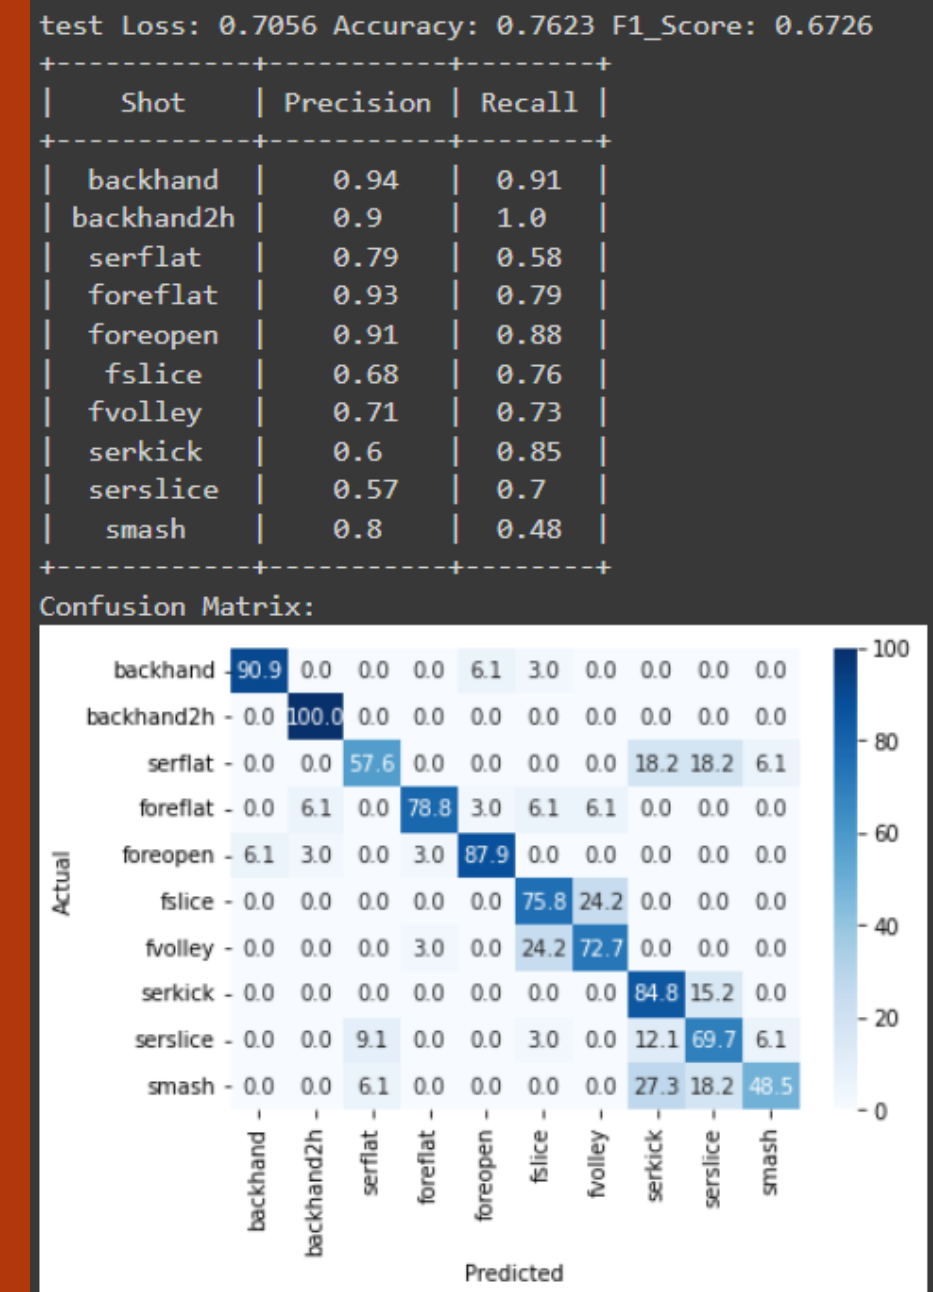 test Loss: 0.7056 Accuracy: 0.7623 F1_Score: 0.6726
+------------+-----------+--------+
| Shot | Precision | Recall |
+------------+-----------+--------+
| backhand | 0.94 | 0.91 |
| backhand2h | 0.9 | 1.0 |
| serflat | 0.79 | 0.58 |
| foreflat | 0.93 | 0.79 |
| foreopen | 0.91 | 0.88 |
| fslice | 0.68 | 0.76 |
| fvolley | 0.71 | 0.73 |
| serkick | 0.6 | 0.85 |
| serslice | 0.57 | 0.7 |
| smash | 0.8 | 0.48 |
+------------+-----------+--------+
Confusion Matrix:
backhand 90.9 0.0 0.0 0.0 6.1 3.0 0.0 0.0 0.0 0.0
backhand2h 0.0 100.0 0.0 0.0 0.0 0.0 0.0 0.0 0.0 0.0
serflat 0.0 0.0 57.6 0.0 0.0 0.0 0.0 18.2 18.2 6.1
foreflat 0.0 6.1 0.0 78.8 3.0 6.1 6.1 0.0 0.0 0.0
foreopen 6.1 3.0 0.0 3.0 87.9 0.0 0.0 0.0 0.0 0.0
fslice 0.0 0.0 0.0 0.0 0.0 75.8 24.2 0.0 0.0 0.0
fvolley 0.0 0.0 0.0 3.0 0.0 24.2 72.7 0.0 0.0 0.0
serkick 0.0 0.0 0.0 0.0 0.0 0.0 0.0 84.8 15.2 0.0
serslice 0.0 0.0 9.1 0.0 0.0 3.0 0.0 12.1 69.7 6.1
smash 0.0 0.0 6.1 0.0 0.0 0.0 0.0 27.3 18.2 48.5
backhand backhand2h serflat foreflat foreopen fslice fvolley serkick serslice smash
Predicted
Actual
100
80
60
40
20
0